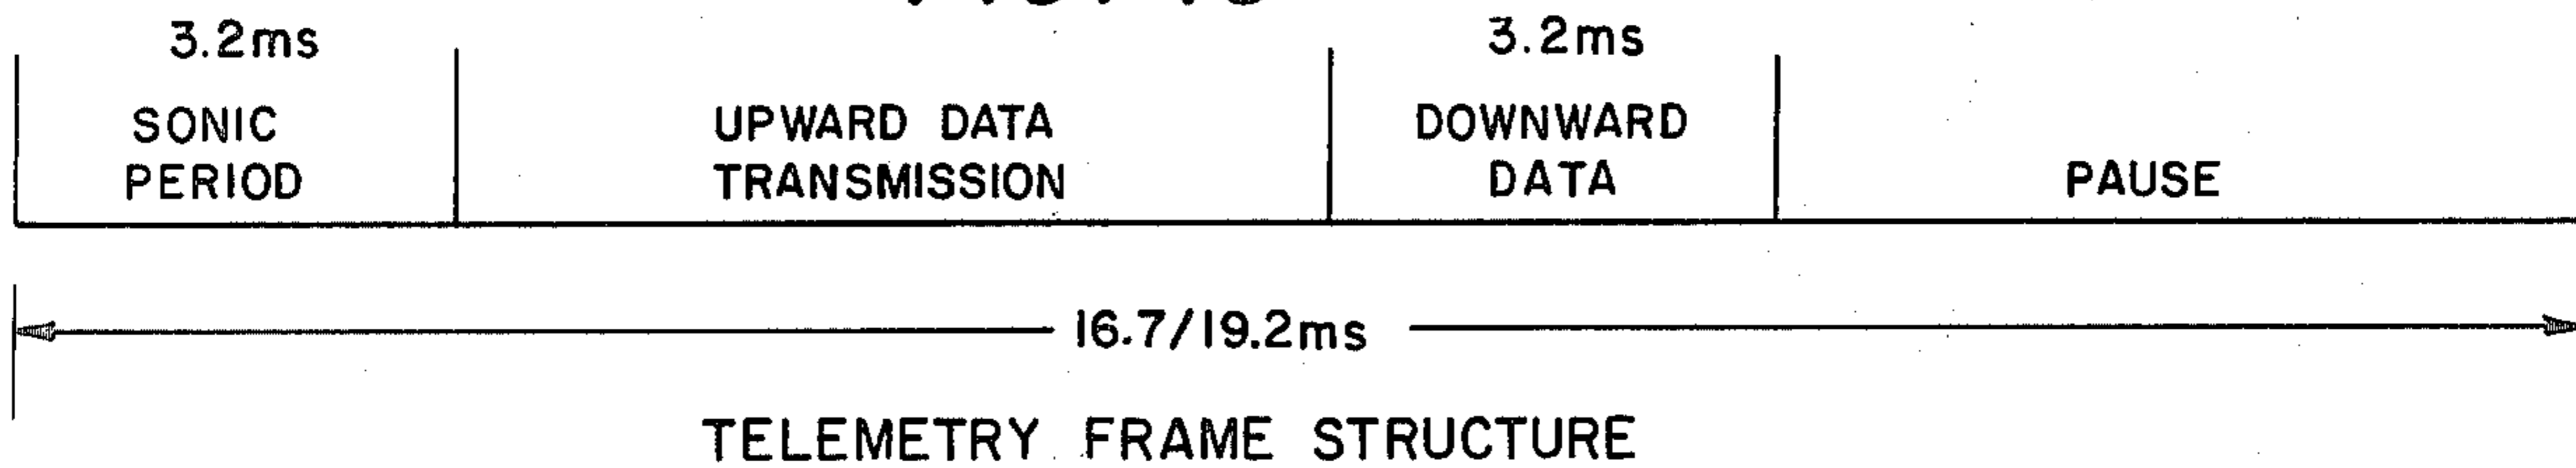 3.2ms
3.2ms
SONIC
PERIOD
UPWARD DATA
TRANSMISSION
DOWNWARD
DATA
PAUSE
16.7/19.2ms
TELEMETRY FRAME STRUCTURE